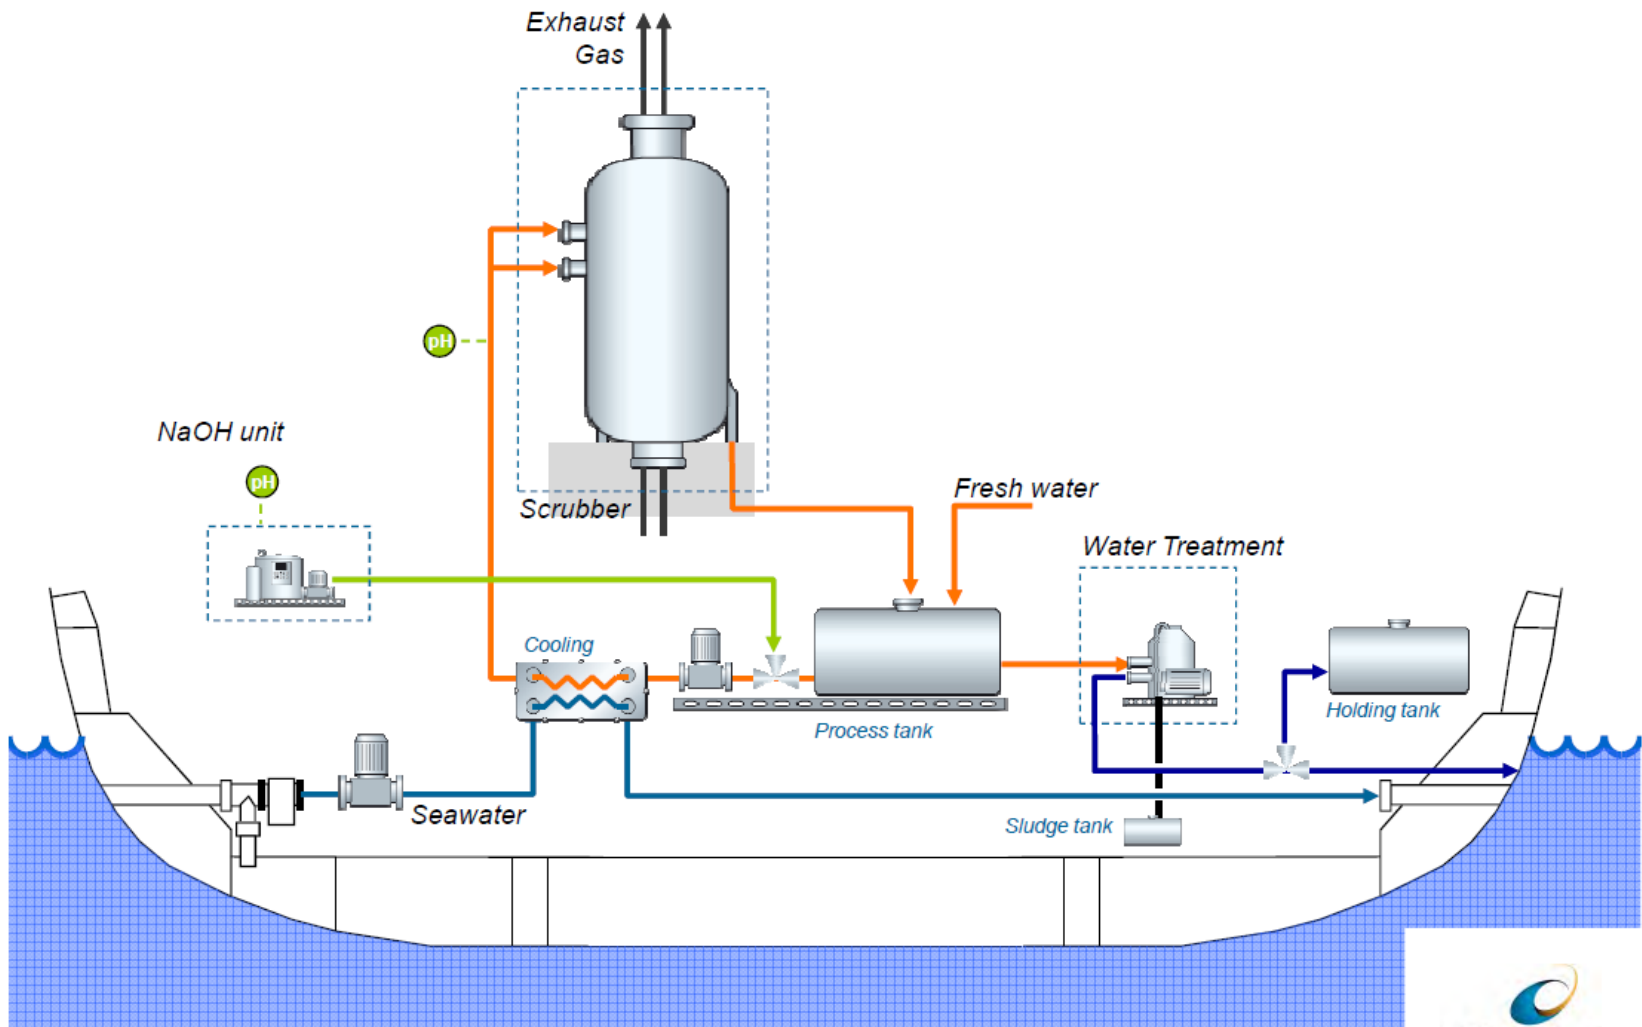 Exhaust
Gas
pH
NaOH unit
pH
Scrubber
Fresh water
Water Treatment
Cooling
Process tank
Holding tank
Seawater
Sludge tank